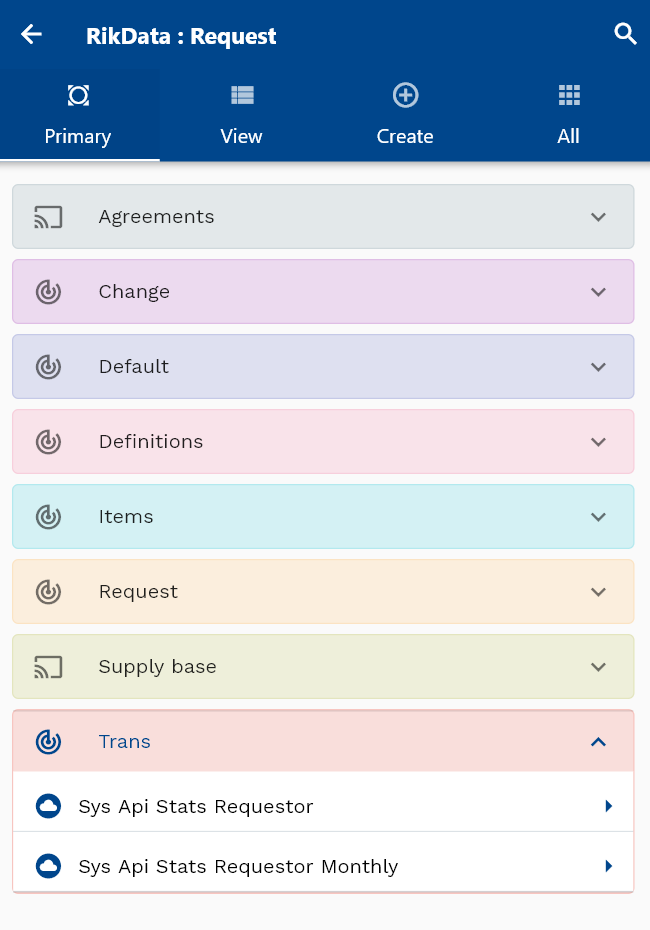 RikData : Request
Primary View Create All
Agreements
Change
Default
Definitions
Items
Request
Supply base
Trans
Sys Api Stats Requestor
Sys Api Stats Requestor Monthly